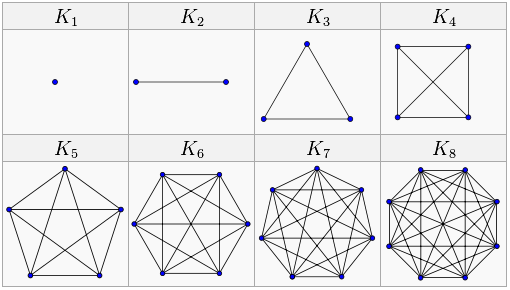 K₁ K₂ K₃ K₄
K₅ K₆ K₇ K₈